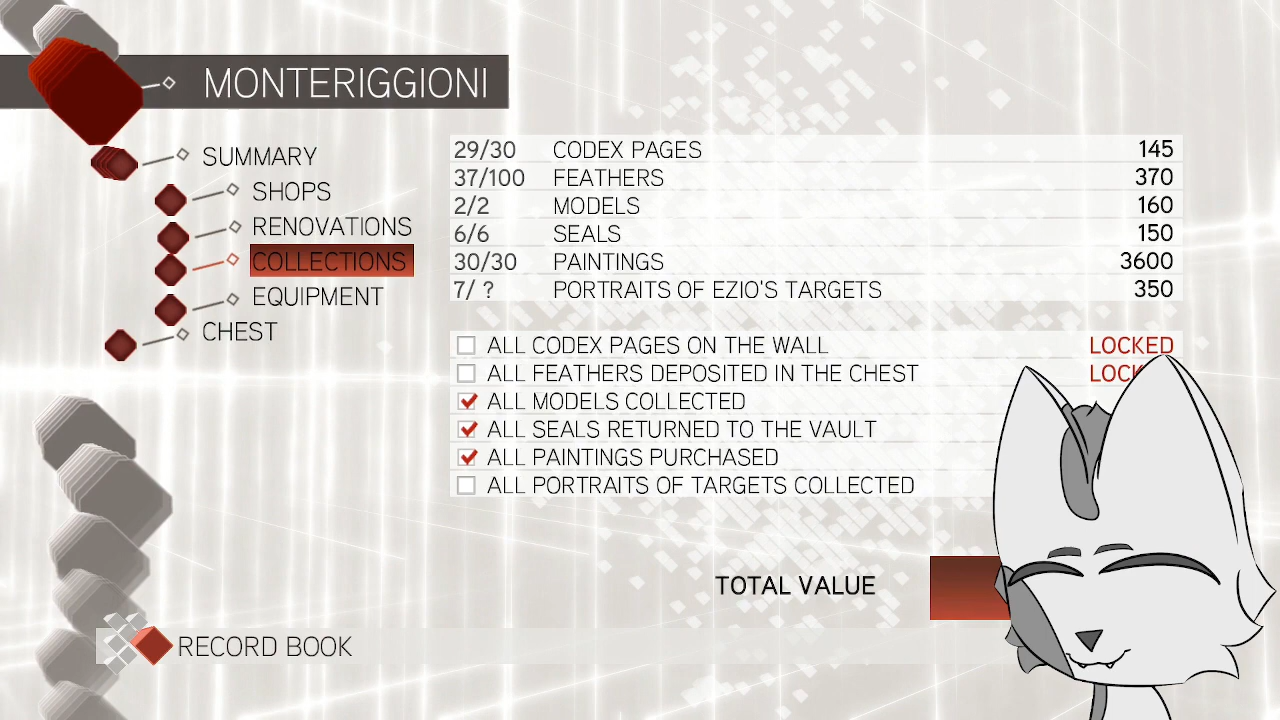 MONTERIGGIONI
SUMMARY
SHOPS
RENOVATIONS
COLLECTIONS
EQUIPMENT
CHEST
29/30 CODEX PAGES 145
37/100 FEATHERS 370
2/2 MODELS 160
6/6 SEALS 150
30/30 PAINTINGS 3600
7/ ? PORTRAITS OF EZIO'S TARGETS 350
ALL CODEX PAGES ON THE WALL LOCKED
ALL FEATHERS DEPOSITED IN THE CHEST
ALL MODELS COLLECTED
ALL SEALS RETURNED TO THE VAULT
ALL PAINTINGS PURCHASED
ALL PORTRAITS OF TARGETS COLLECTED
TOTAL VALUE
RECORD BOOK